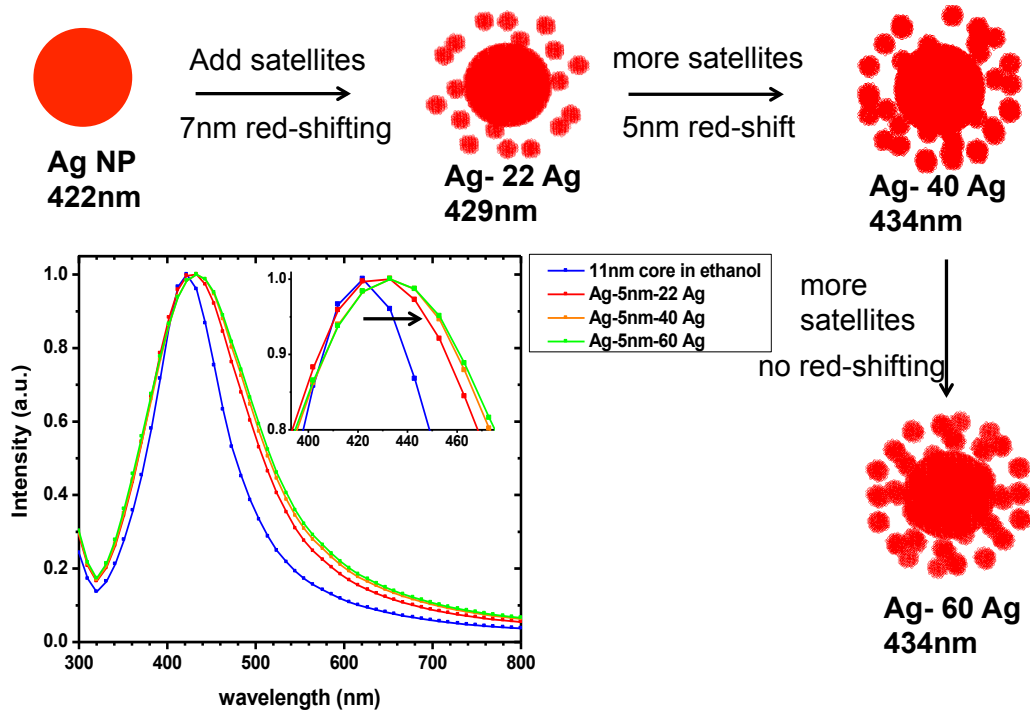 Add satellites
7nm red-shifting
more satellites
5nm red-shift
Ag NP
422nm
Ag- 22 Ag
429nm
Ag- 40 Ag
434nm
more
satellites
no red-shifting
Ag- 60 Ag
434nm
11nm core in ethanol
Ag-5nm-22 Ag
Ag-5nm-40 Ag
Ag-5nm-60 Ag
Intensity (a.u.)
1.0
0.8
0.6
0.4
0.2
0.0
300 400 500 600 700 800
wavelength (nm)
1.0
0.9
0.8
400 420 440 460